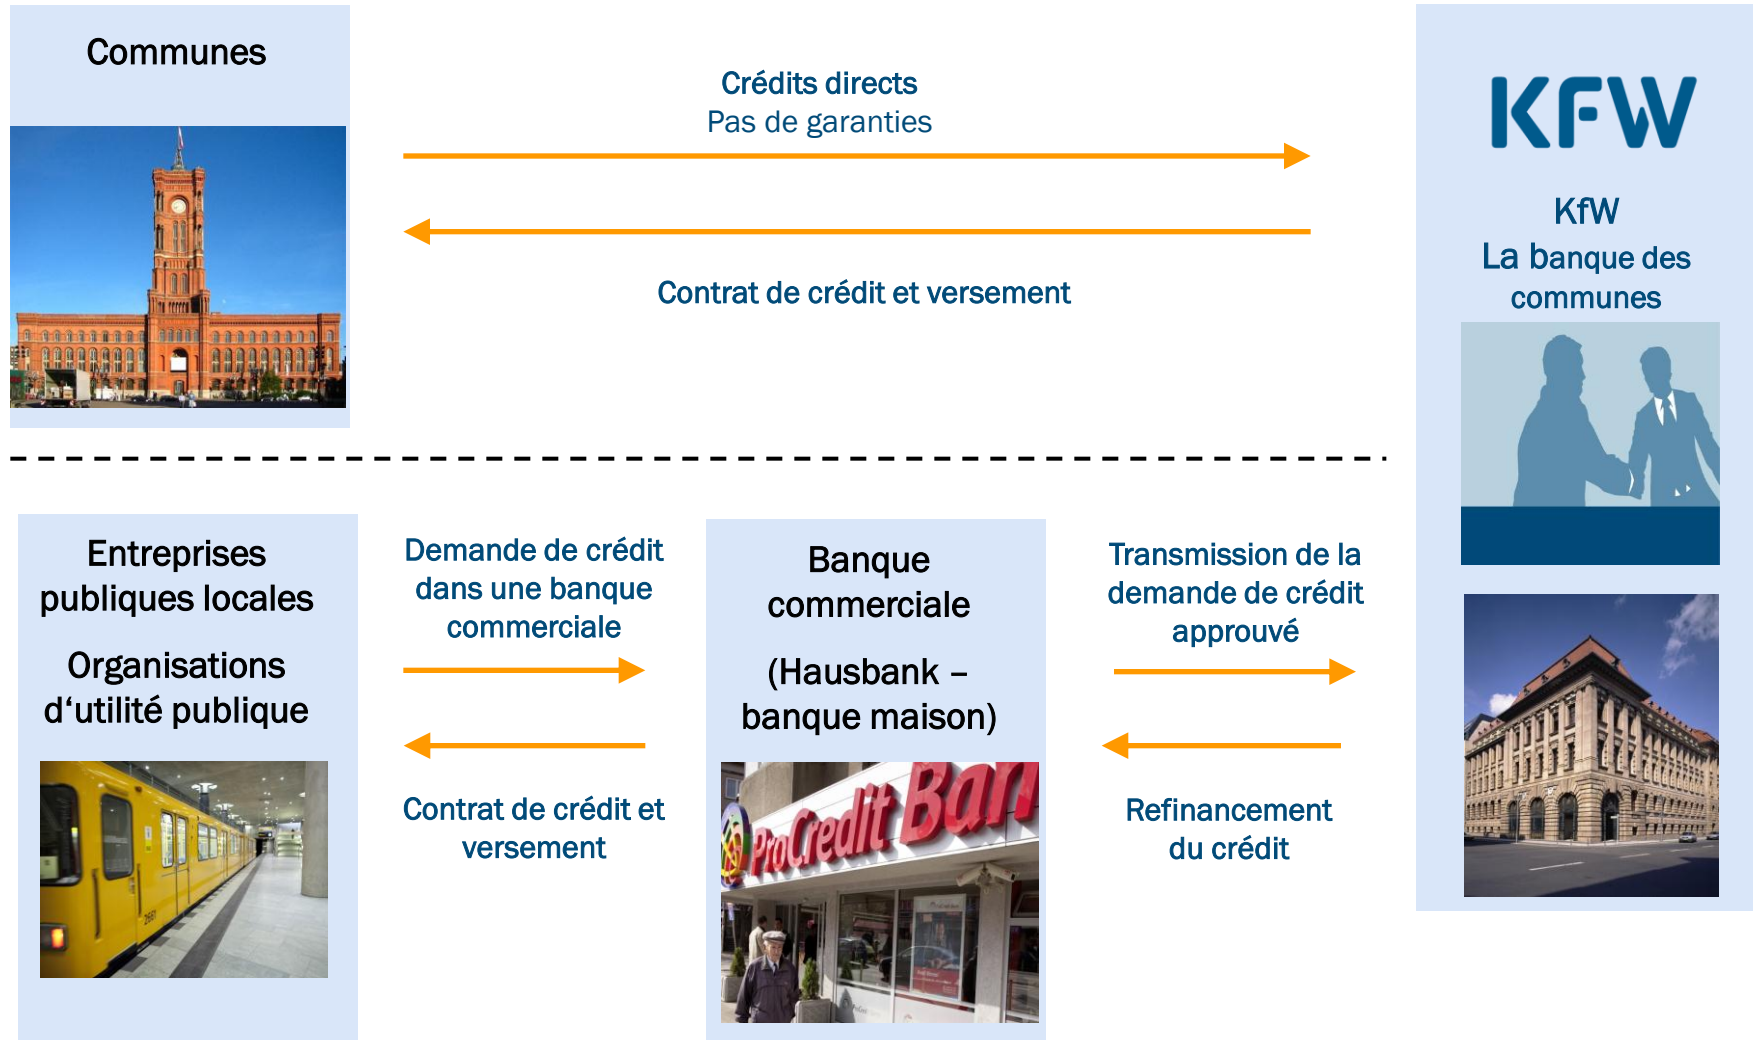 Communes
Crédits directs
Pas de garanties
Contrat de crédit et versement
KFW
KfW
La banque des
communes
Entreprises
publiques locales
Organisations
d‘utilité publique
Demande de crédit
dans une banque
commerciale
Contrat de crédit et
versement
Banque
commerciale
(Hausbank –
banque maison)
ProCredit Ban
Transmission de la
demande de crédit
approuvé
Refinancement
du crédit
2661